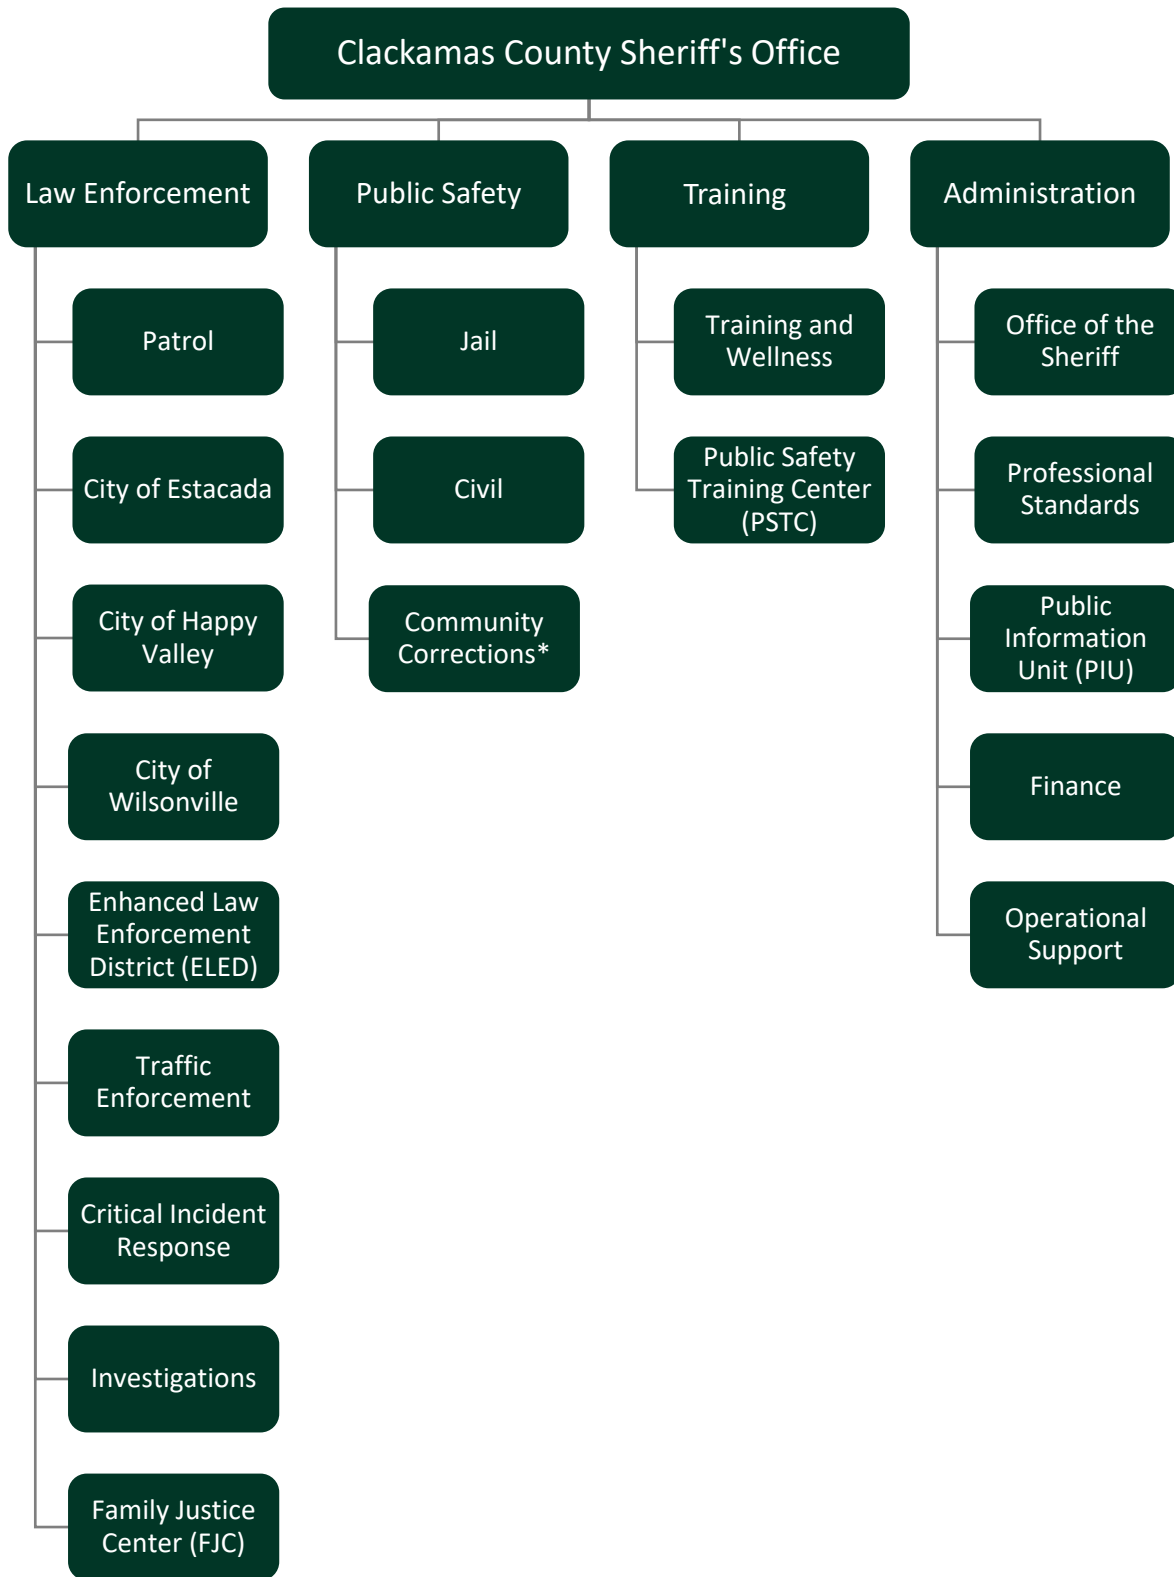 Clackamas County Sheriff's Office
Law Enforcement
Patrol
City of Estacada
City of Happy
Valley
City of
Wilsonville
Enhanced Law
Enforcement
District (ELED)
Traffic
Enforcement
Critical Incident
Response
Investigations
Family Justice
Center (FJC)
Public Safety
Jail
Civil
Community
Corrections*
Training
Training and
Wellness
Public Safety
Training Center
(PSTC)
Administration
Office of the
Sheriff
Professional
Standards
Public
Information
Unit (PIU)
Finance
Operational
Support